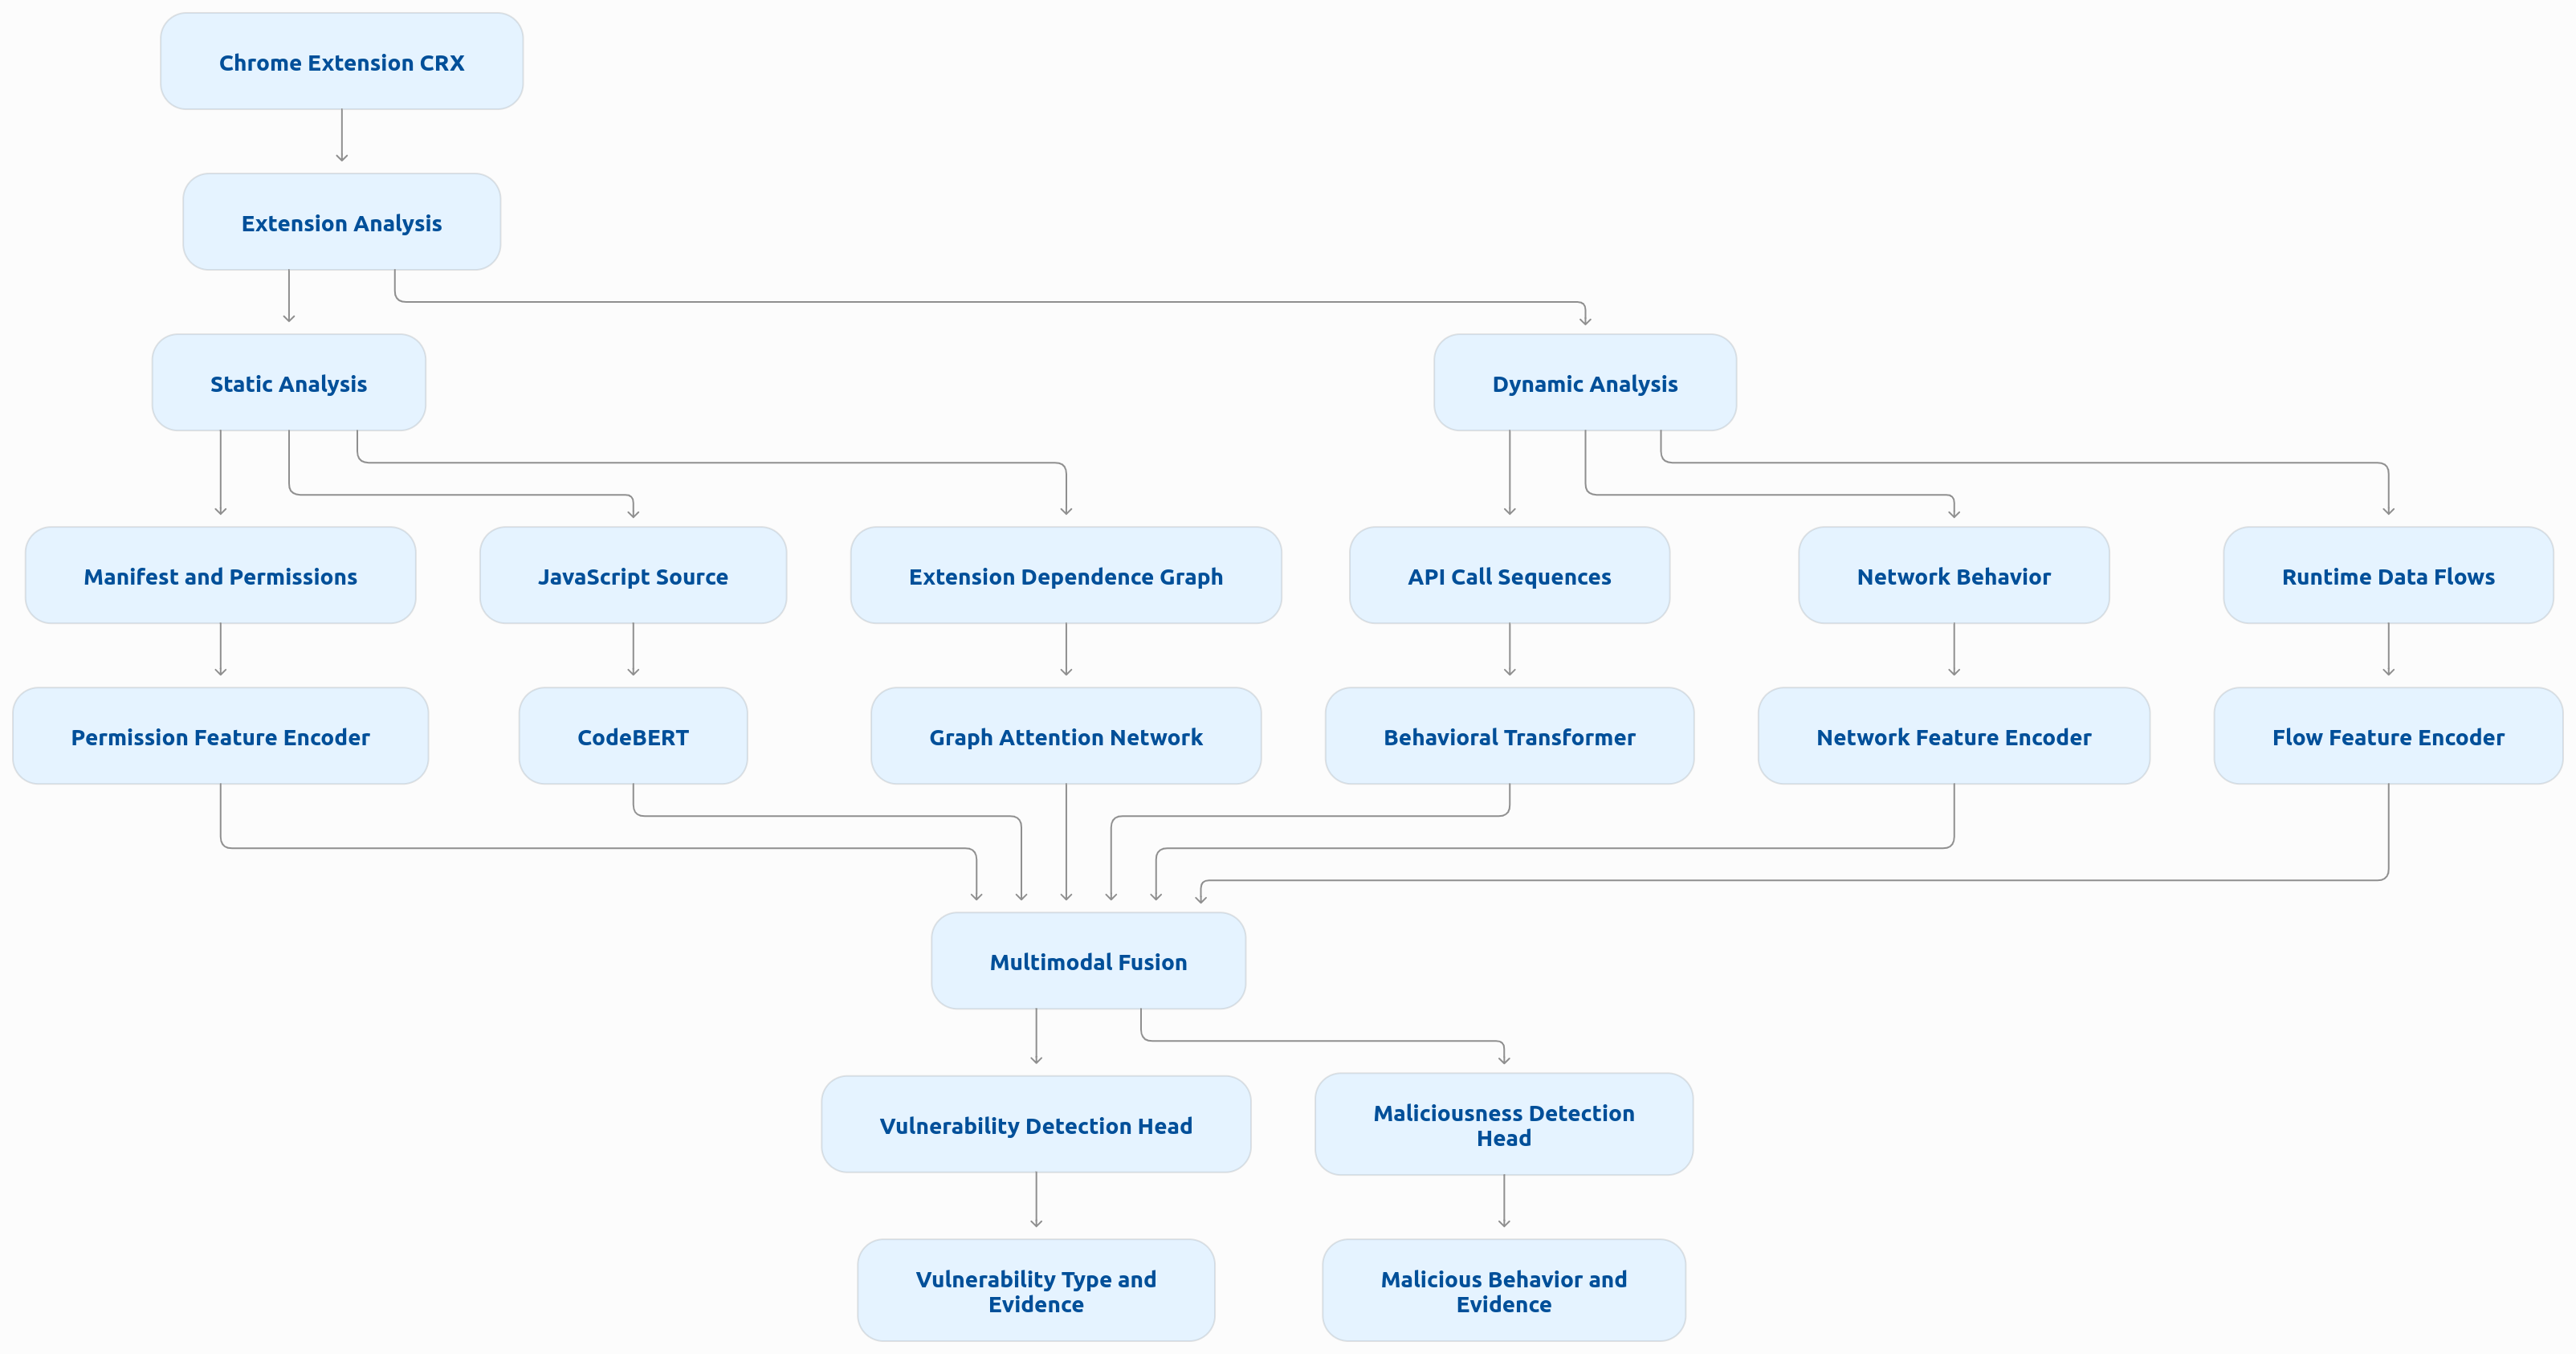 Chrome Extension CRX
Extension Analysis
Static Analysis
Dynamic Analysis
Manifest and Permissions
JavaScript Source
Extension Dependence Graph
API Call Sequences
Network Behavior
Runtime Data Flows
Permission Feature Encoder
CodeBERT
Graph Attention Network
Behavioral Transformer
Network Feature Encoder
Flow Feature Encoder
Multimodal Fusion
Vulnerability Detection Head
Maliciousness Detection
Head
Vulnerability Type and
Evidence
Malicious Behavior and
Evidence